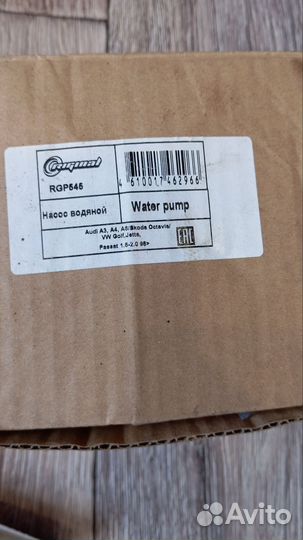 Original
RGP545
4 610017 462966
Насос водяной
Water pump
Audi A3, A4, A6/Skoda Octavia/
VW Golf,Jetta,
Passat 1.6-2.0 96>
EAC
Avito